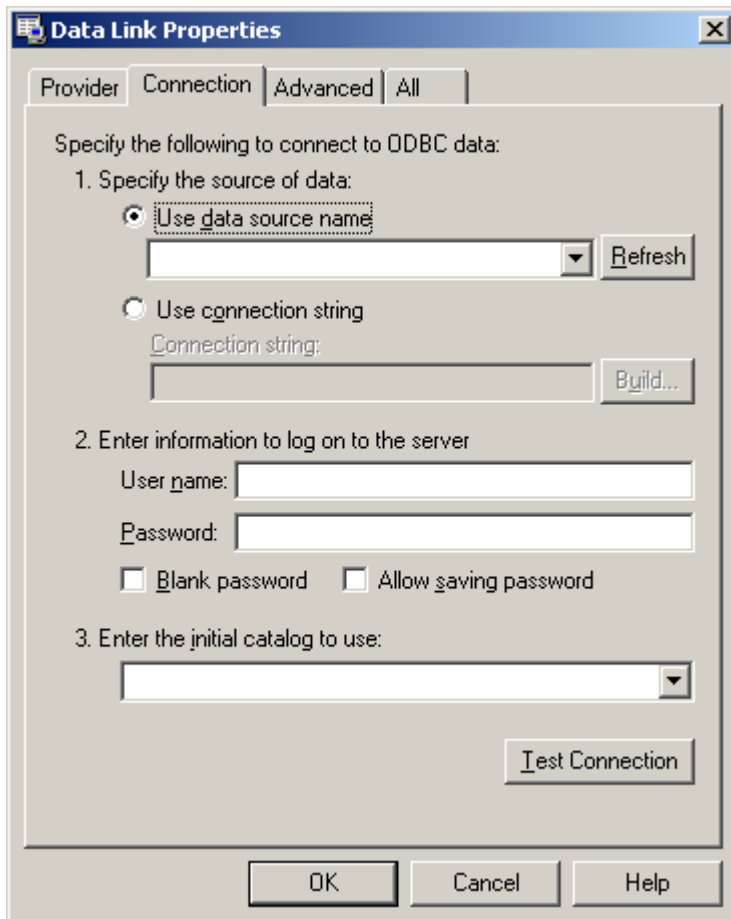 Data Link Properties
Provider Connection Advanced All
Specify the following to connect to ODBC data:
1. Specify the source of data:
Use data source name
Refresh
Use connection string
Connection string:
Build...
2. Enter information to log on to the server
User name:
Password:
Blank password Allow saving password
3. Enter the initial catalog to use:
Test Connection
OK Cancel Help